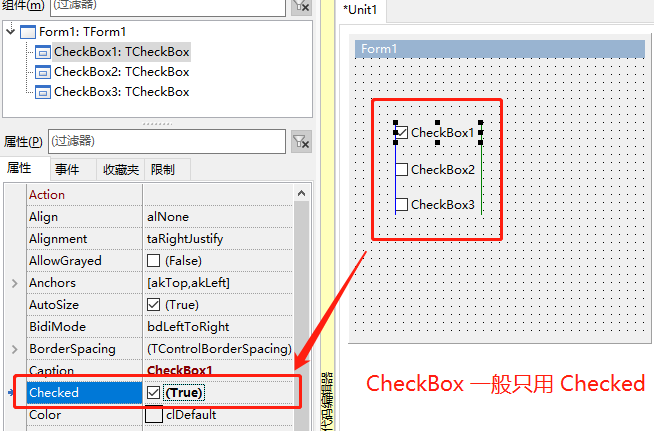 组件(m) (过滤器)
Form1: TForm1
CheckBox1: TCheckBox
CheckBox2: TCheckBox
CheckBox3: TCheckBox
属性(P) (过滤器)
属性 事件 收藏夹 限制
Action
Align alNone
Alignment taRightJustify
AllowGrayed (False)
Anchors [akTop,akLeft]
AutoSize (True)
BidiMode bdLeftToRight
BorderSpacing (TControlBorderSpacing)
Caption CheckBox1
Checked (True)
Color clDefault
*Unit1
Form1
CheckBox1
CheckBox2
CheckBox3
CheckBox 一般只用 Checked
代码编辑器